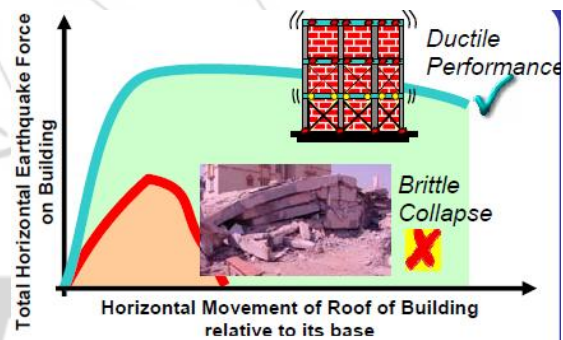 Total Horizontal Earthquake Force
on Building
Ductile
Performance
Brittle
Collapse
Horizontal Movement of Roof of Building
relative to its base